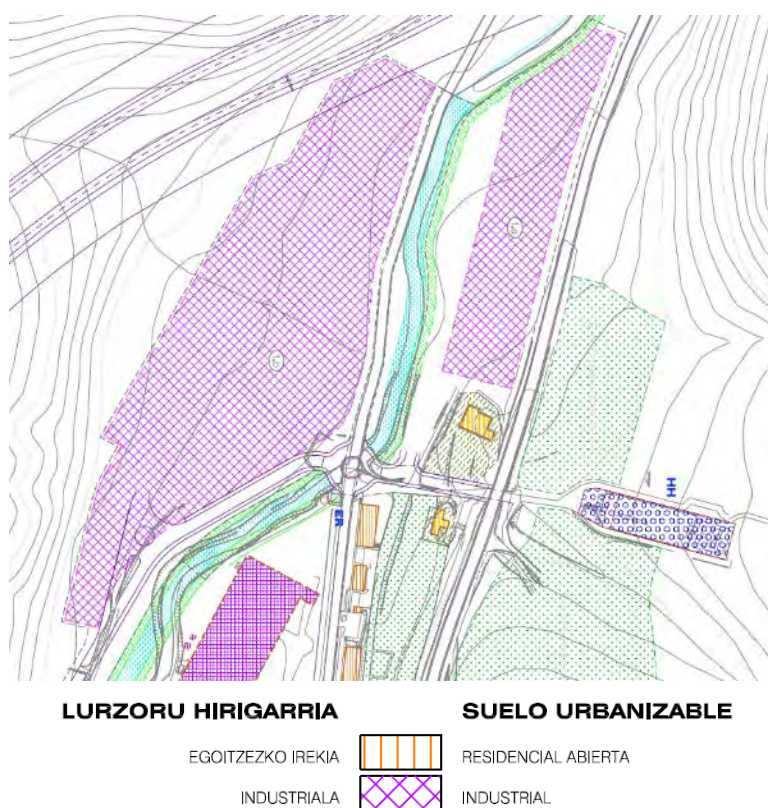 HH
ER
LURZORU HIRIGARRIA SUELO URBANIZABLE
EGOITZEZKO IREKIA RESIDENCIAL ABIERTA
INDUSTRIALA INDUSTRIAL